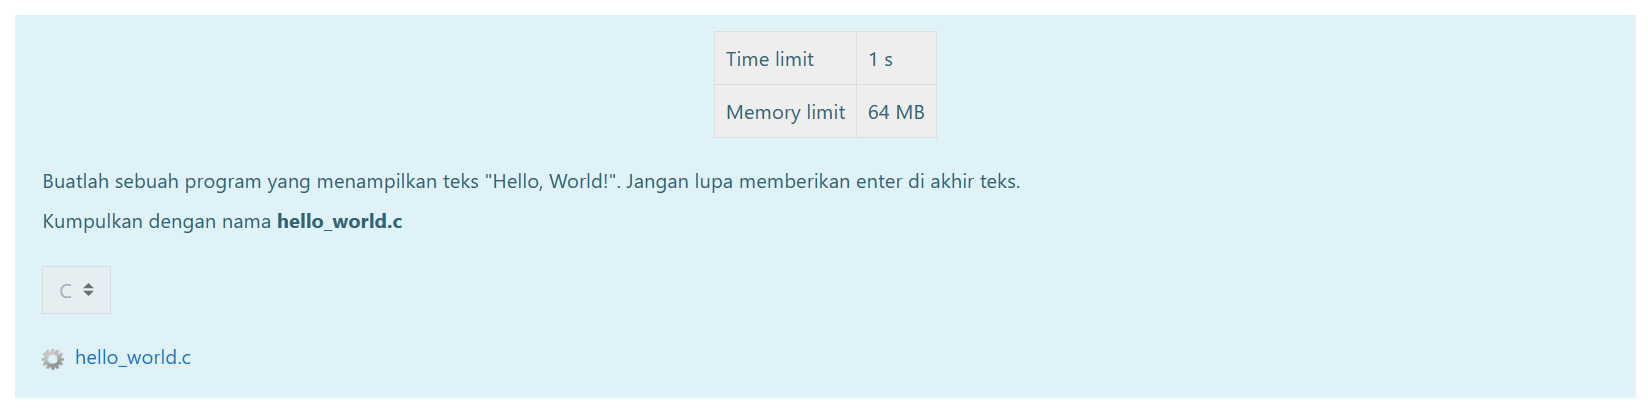 Time limit 1 s
Memory limit 64 MB
Buatlah sebuah program yang menampilkan teks "Hello, World!". Jangan lupa memberikan enter di akhir teks.
Kumpulkan dengan nama hello_world.c
C
hello_world.c